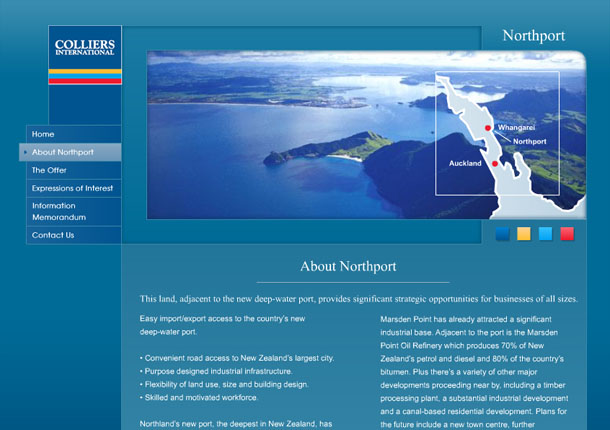 Northport
COLLIERS
INTERNATIONAL
Home
About Northport
The Offer
Expressions of Interest
Information
Memorandum
Contact Us
Whangarei
Northport
Auckland
About Northport
This land, adjacent to the new deep-water port, provides significant strategic opportunities for businesses of all sizes.
Easy import/export access to the country's new
deep-water port.
• Convenient road access to New Zealand's largest city.
• Purpose designed industrial infrastructure.
• Flexibility of land use, size and building design.
• Skilled and motivated workforce.
Northland's new port, the deepest in New Zealand, has
Marsden Point has already attracted a significant
industrial base. Adjacent to the port is the Marsden
Point Oil Refinery which produces 70% of New
Zealand's petrol and diesel and 80% of the country's
bitumen. Plus there's a variety of other major
developments proceeding near by, including a timber
processing plant, a substantial industrial development
and a canal-based residential development. Plans for
the future include a new town centre, further